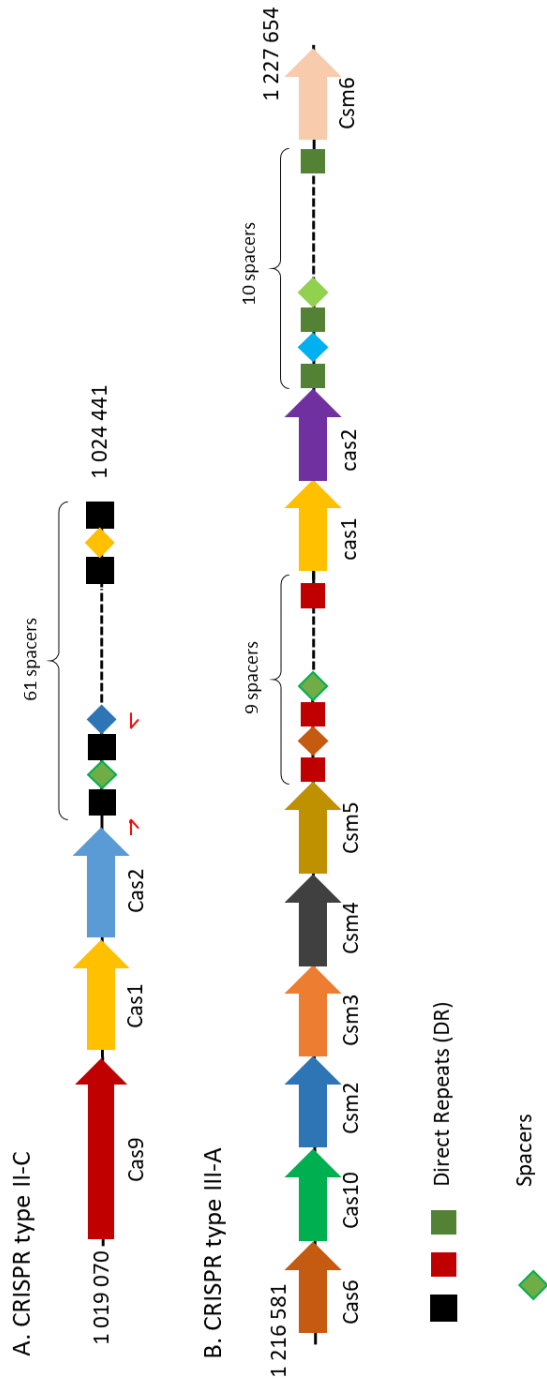 A. CRISPR type II-C
61 spacers
1 019 070
1 024 441
Cas9
Cas1
Cas2
B. CRISPR type III-A
1 216 581
9 spacers
10 spacers
1 227 654
Cas6
Cas10
Csm2
Csm3
Csm4
Csm5
cas1
cas2
Csm6
Direct Repeats (DR)
Spacers